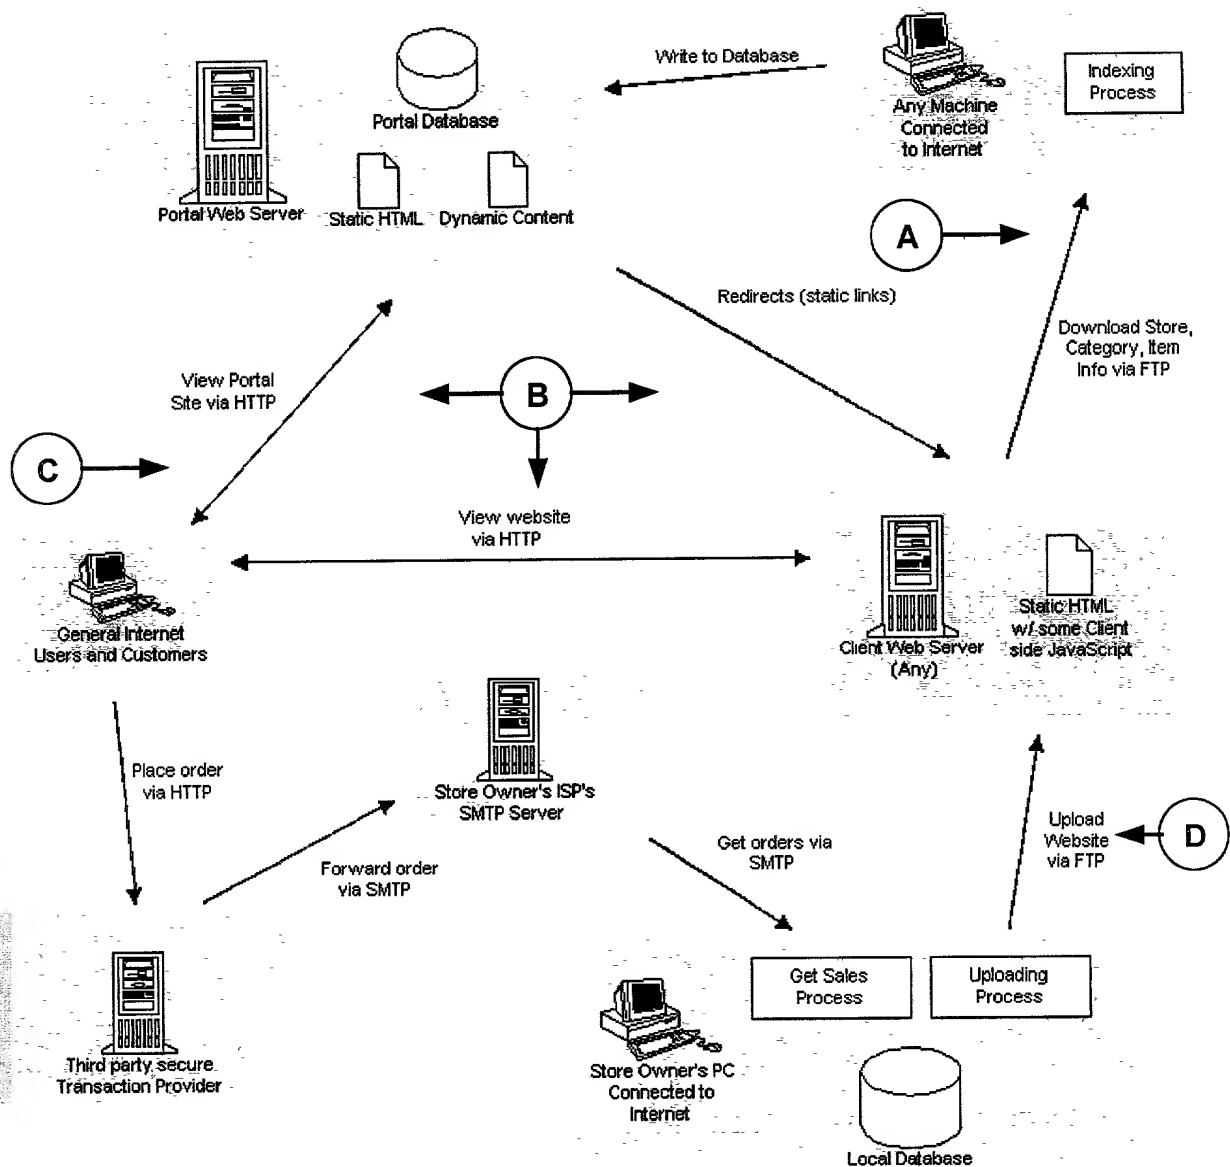 Write to Database
Indexing
Process
Portal Database
Any Machine
Connected
to Internet
Portal Web Server
Static HTML
Dynamic Content
A
Redirects (static links)
Download Store,
Category, Item
Info via FTP
View Portal
Site via HTTP
B
C
View website
via HTTP
General Internet
Users and Customers
Client Web Server
(Any)
Static HTML
w/ some Client
side JavaScript
Place order
via HTTP
Store Owner's ISP's
SMTP Server
Forward order
via SMTP
Get orders via
SMTP
Upload
Website
via FTP
D
Get Sales
Process
Uploading
Process
Third party secure
Transaction Provider
Store Owner's PC
Connected to
Internet
Local Database